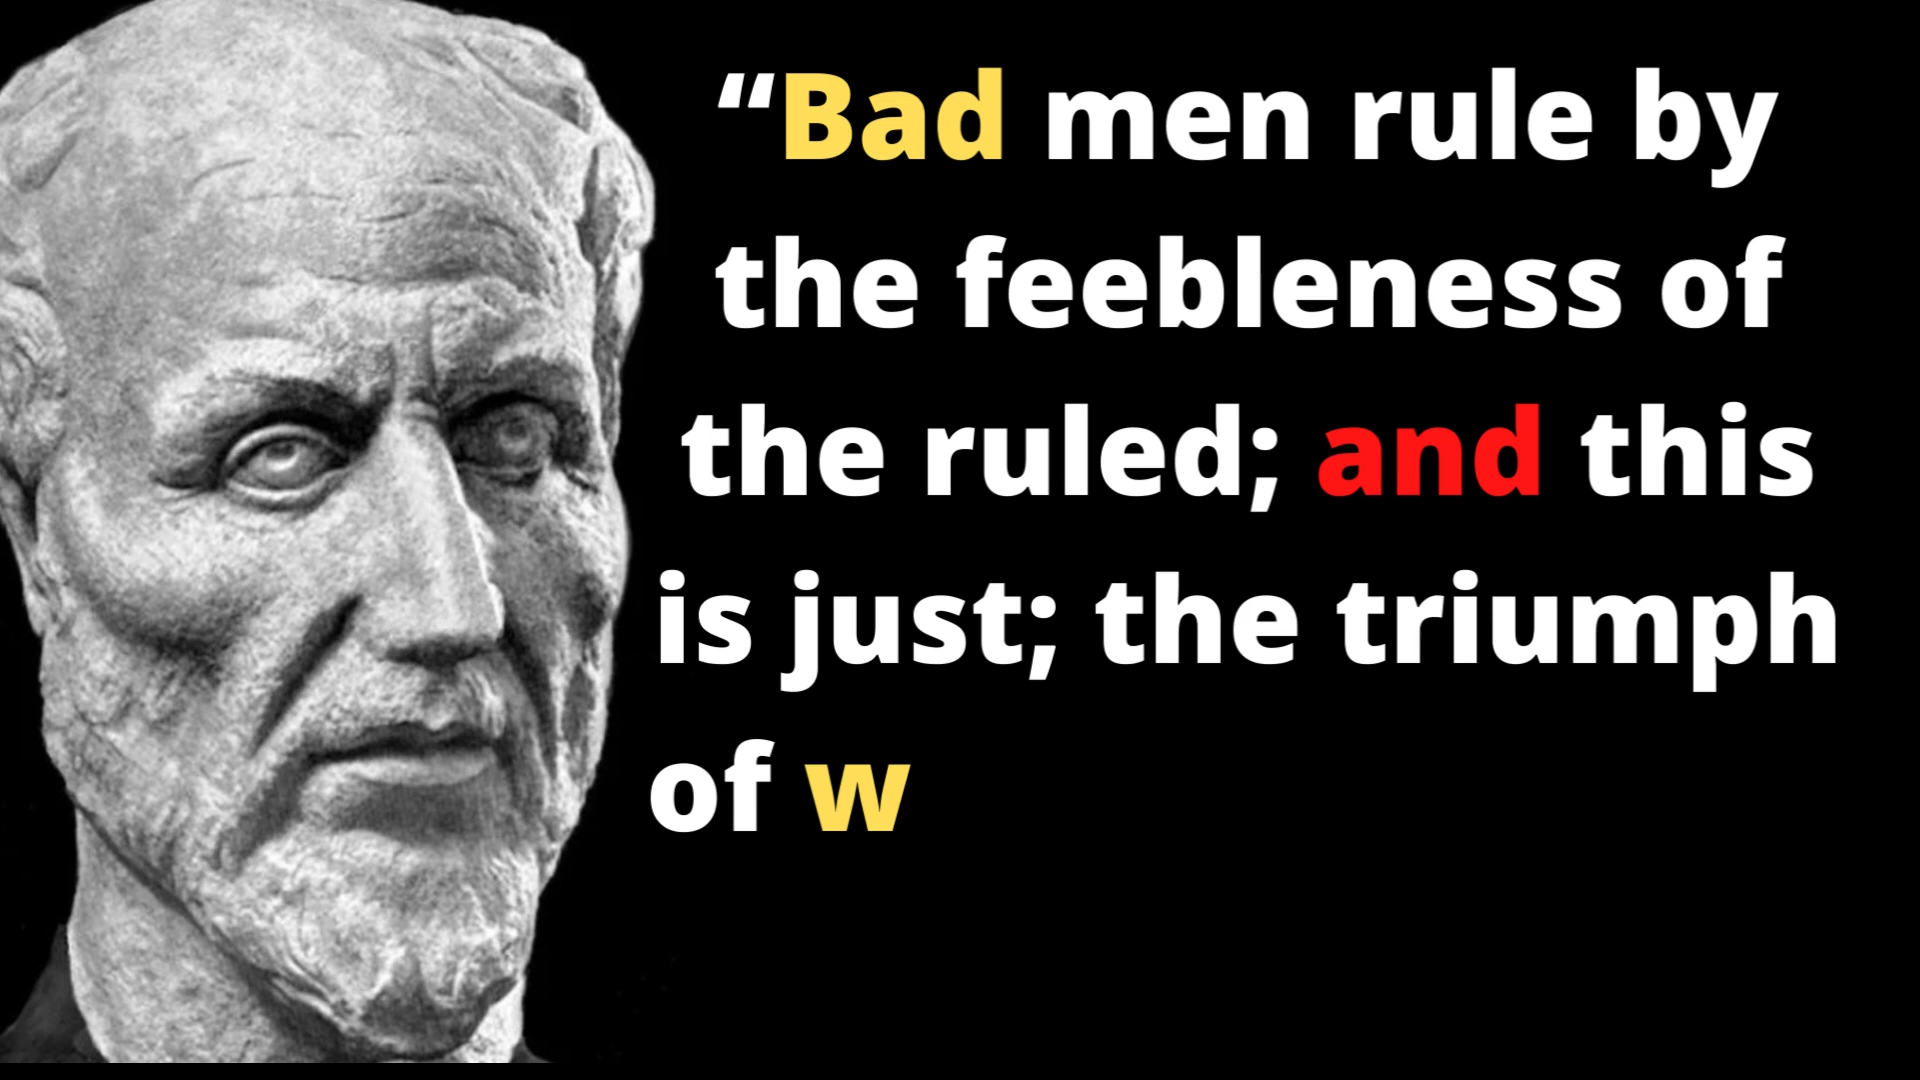 “Bad men rule by
the feebleness of
the ruled; and this
is just; the triumph
of w